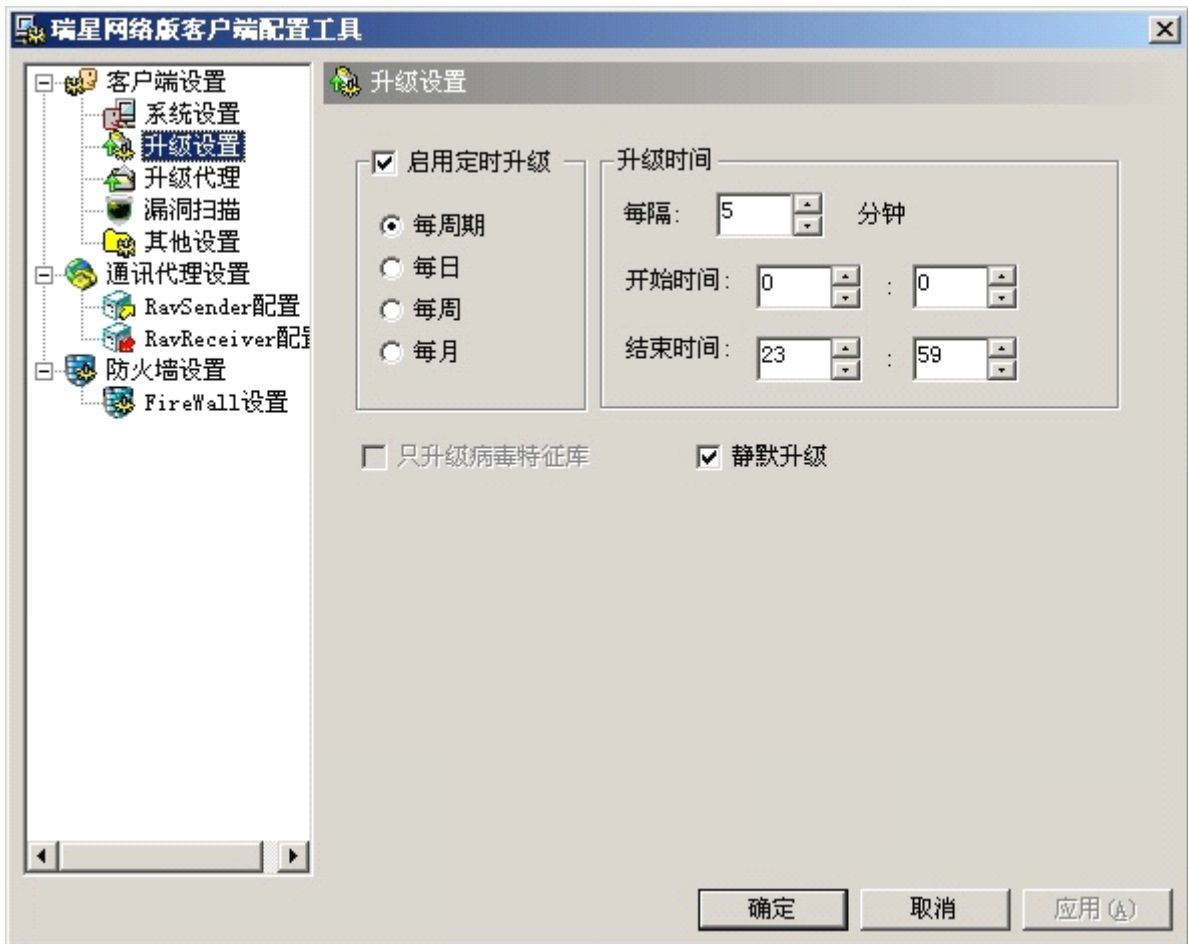 瑞星网络版客户端配置工具
客户端设置
系统设置
升级设置
升级代理
漏洞扫描
其他设置
通讯代理设置
RavSender配置
RavReceiver配
防火墙设置
FireWall设置
升级设置
启用定时升级
每周期
每日
每周
每月
升级时间
每隔: 5 分钟
开始时间: 0 : 0
结束时间: 23 : 59
只升级病毒特征库
静默升级
确定
取消
应用(A)